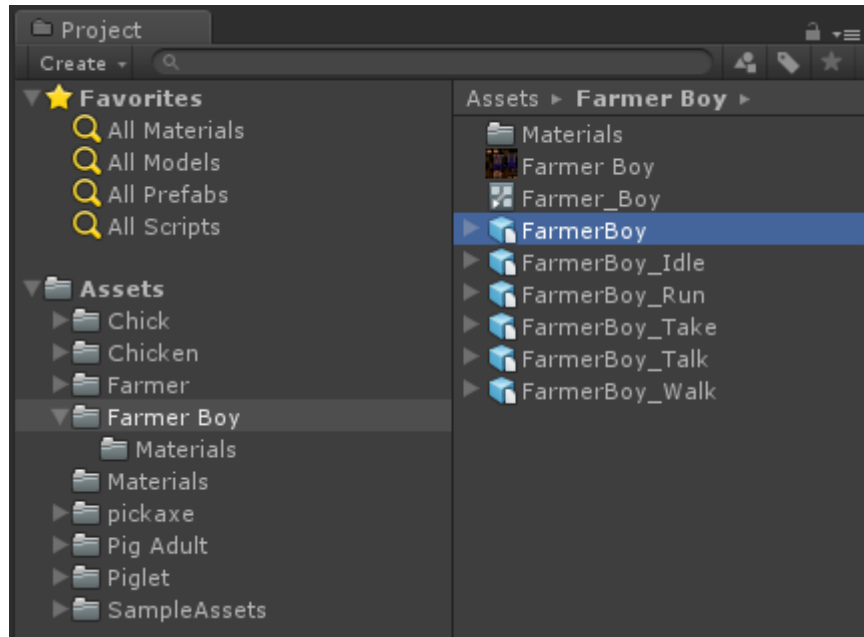 Project
Create
Favorites
All Materials
All Models
All Prefabs
All Scripts
Assets
Chick
Chicken
Farmer
Farmer Boy
Materials
Materials
pickaxe
Pig Adult
Piglet
SampleAssets
Assets ▸ Farmer Boy ▸
Materials
Farmer Boy
Farmer_Boy
FarmerBoy
FarmerBoy_Idle
FarmerBoy_Run
FarmerBoy_Take
FarmerBoy_Talk
FarmerBoy_Walk